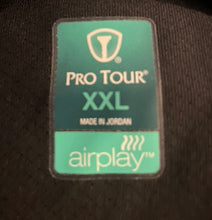 PRO TOUR®
XXL
MADE IN JORDAN
airplay™